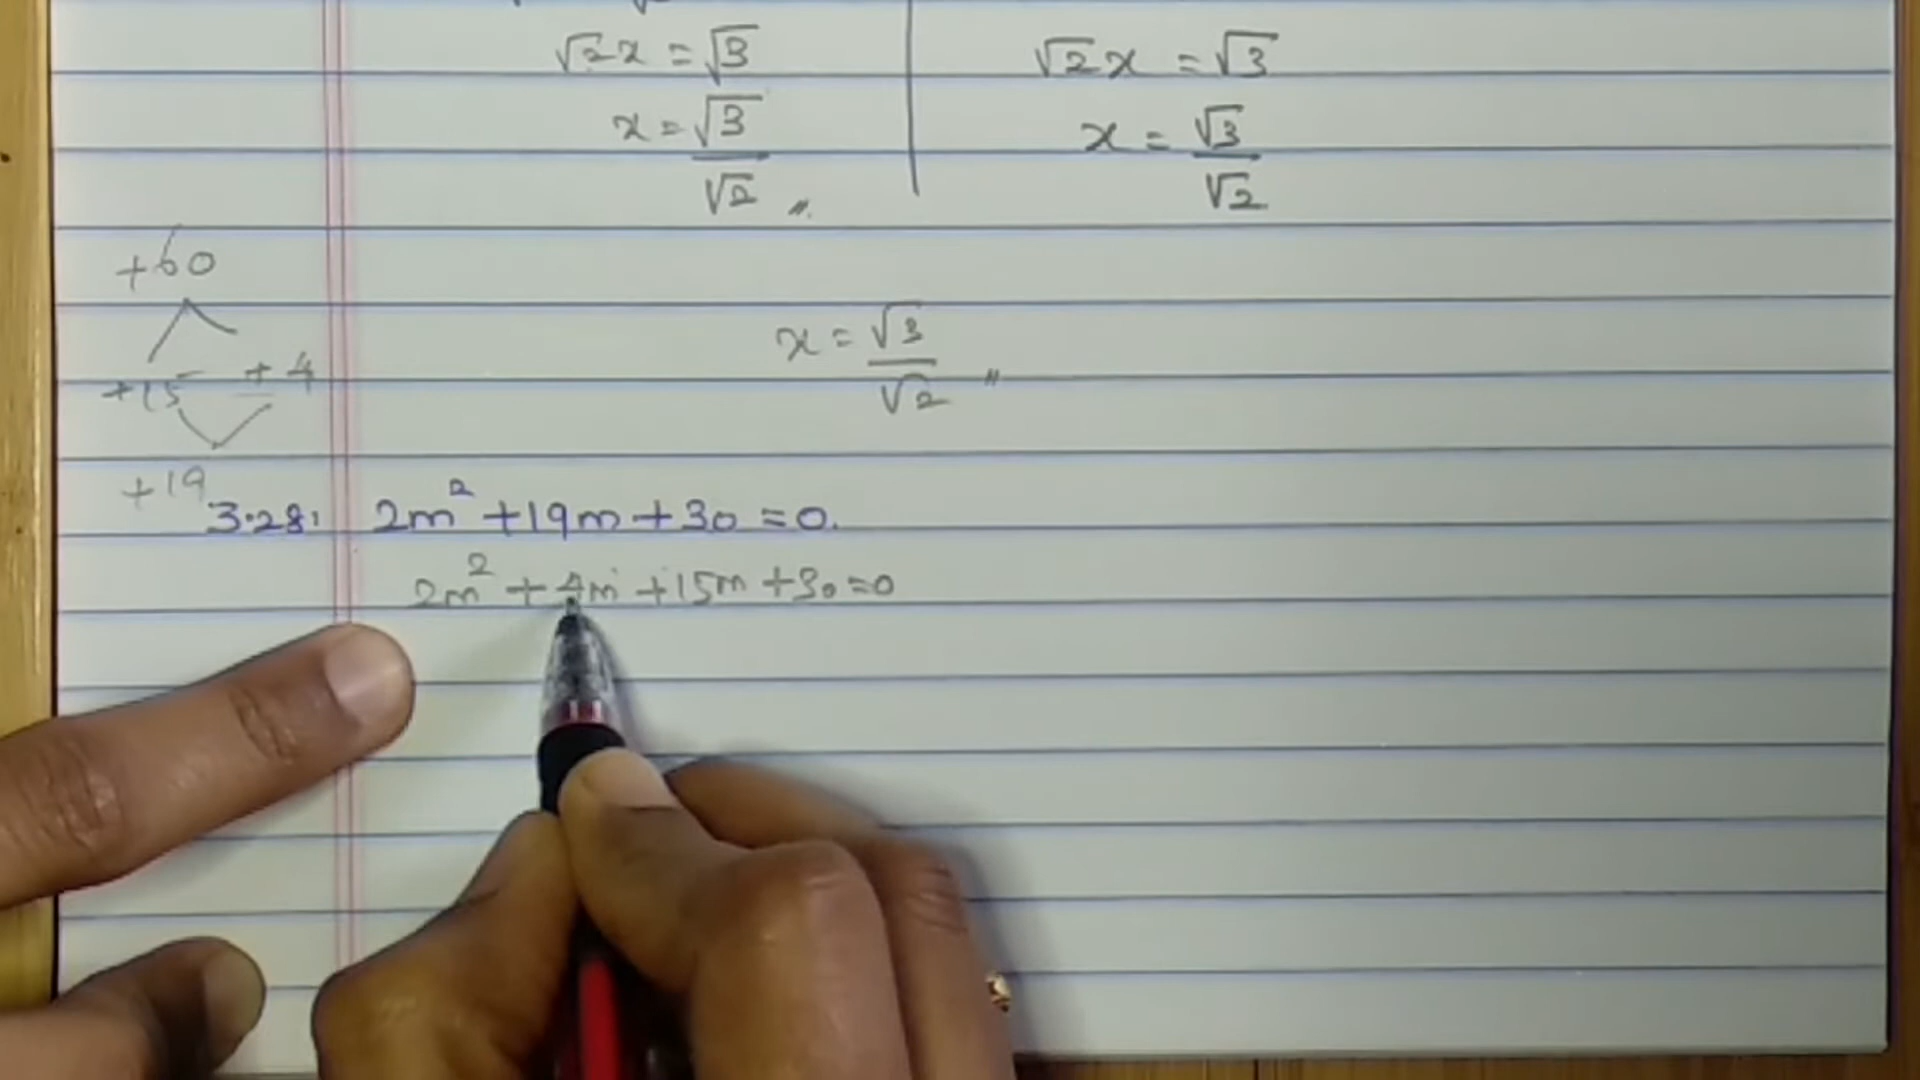 √2x = √3 √2x = √3
x = √3/√2 〃 x = √3/√2
+60
x = √3/√2 〃
+15 +4
+19
3.28, 2m² +19m +30 =0.
2m² + 4m +15m +30=0